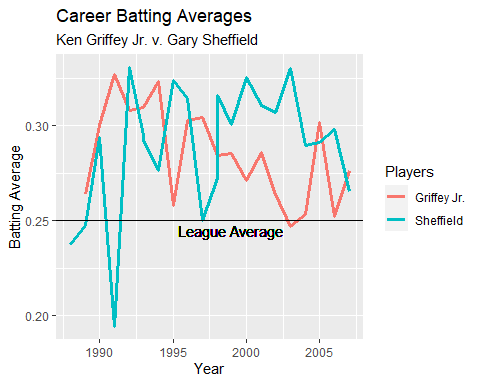 Career Batting Averages
Ken Griffey Jr. v. Gary Sheffield
Batting Average
0.30
0.25
0.20
League Average
1990
1995
2000
2005
Year
Players
Griffey Jr.
Sheffield